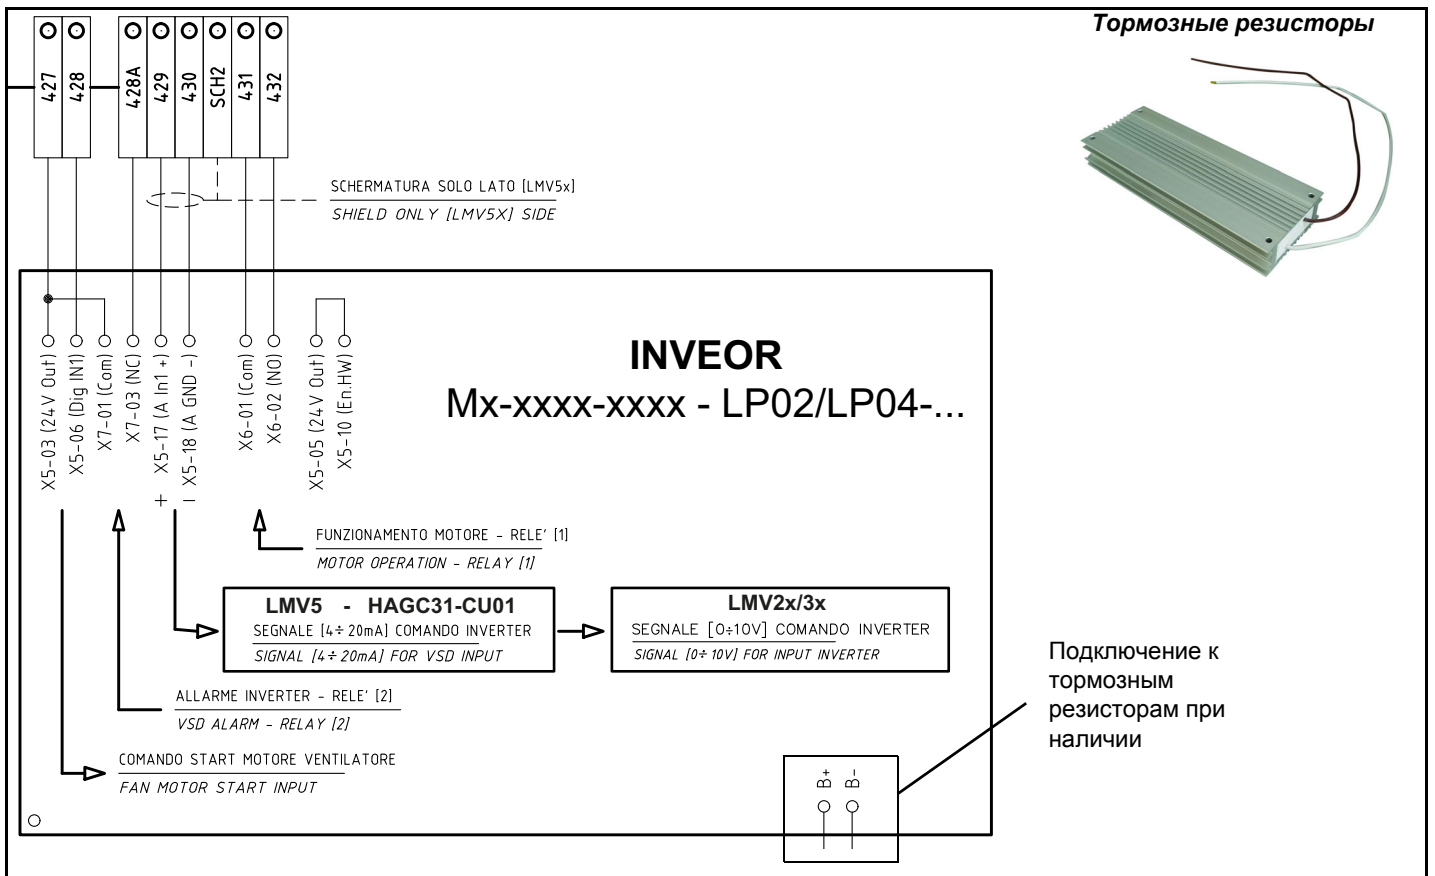 Тормозные резисторы
427
428
428A
429
430
SCH2
431
432
SCHERMATURA SOLO LATO [LMV5x]
SHIELD ONLY [LMV5X] SIDE
X5-03 (24V Out)
X5-06 (Dig IN1)
X7-01 (Com)
X7-03 (NC)
+ X5-17 (A In1 +)
- X5-18 (A GND -)
X6-01 (Com)
X6-02 (NO)
X5-05 (24V Out)
X5-10 (En.HW)
INVEOR
Mx-xxxx-xxxx - LP02/LP04-...
FUNZIONAMENTO MOTORE - RELE' [1]
MOTOR OPERATION - RELAY [1]
LMV5 - HAGC31-CU01
SEGNALE [4÷20mA] COMANDO INVERTER
SIGNAL [4÷20mA] FOR VSD INPUT
LMV2x/3x
SEGNALE [0÷10V] COMANDO INVERTER
SIGNAL [0÷10V] FOR INPUT INVERTER
ALLARME INVERTER - RELE' [2]
VSD ALARM - RELAY [2]
COMANDO START MOTORE VENTILATORE
FAN MOTOR START INPUT
B+
B-
Подключение к
тормозным
резисторам при
наличии